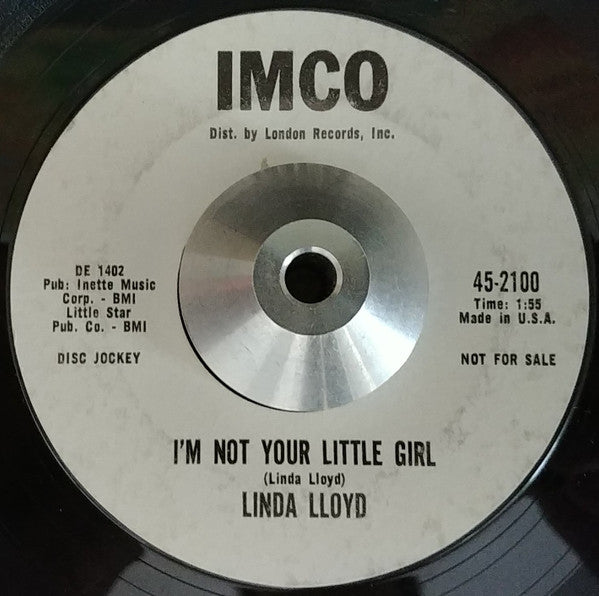 IMCO
Dist. by London Records, Inc.
DE 1402
Pub: Inette Music
Corp. - BMI
Little Star
Pub. Co. - BMI
DISC JOCKEY
45-2100
Time: 1:55
Made in U.S.A.
NOT FOR SALE
I'M NOT YOUR LITTLE GIRL
(Linda Lloyd)
LINDA LLOYD